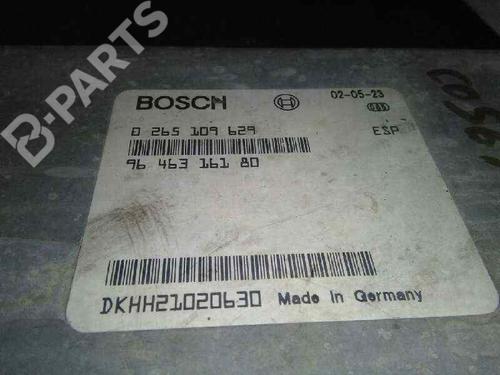 B-PARTS
BOSCH 02-05-23
0 265 109 629 ESP
96 463 161 80
DKHH21020630 Made in Germany